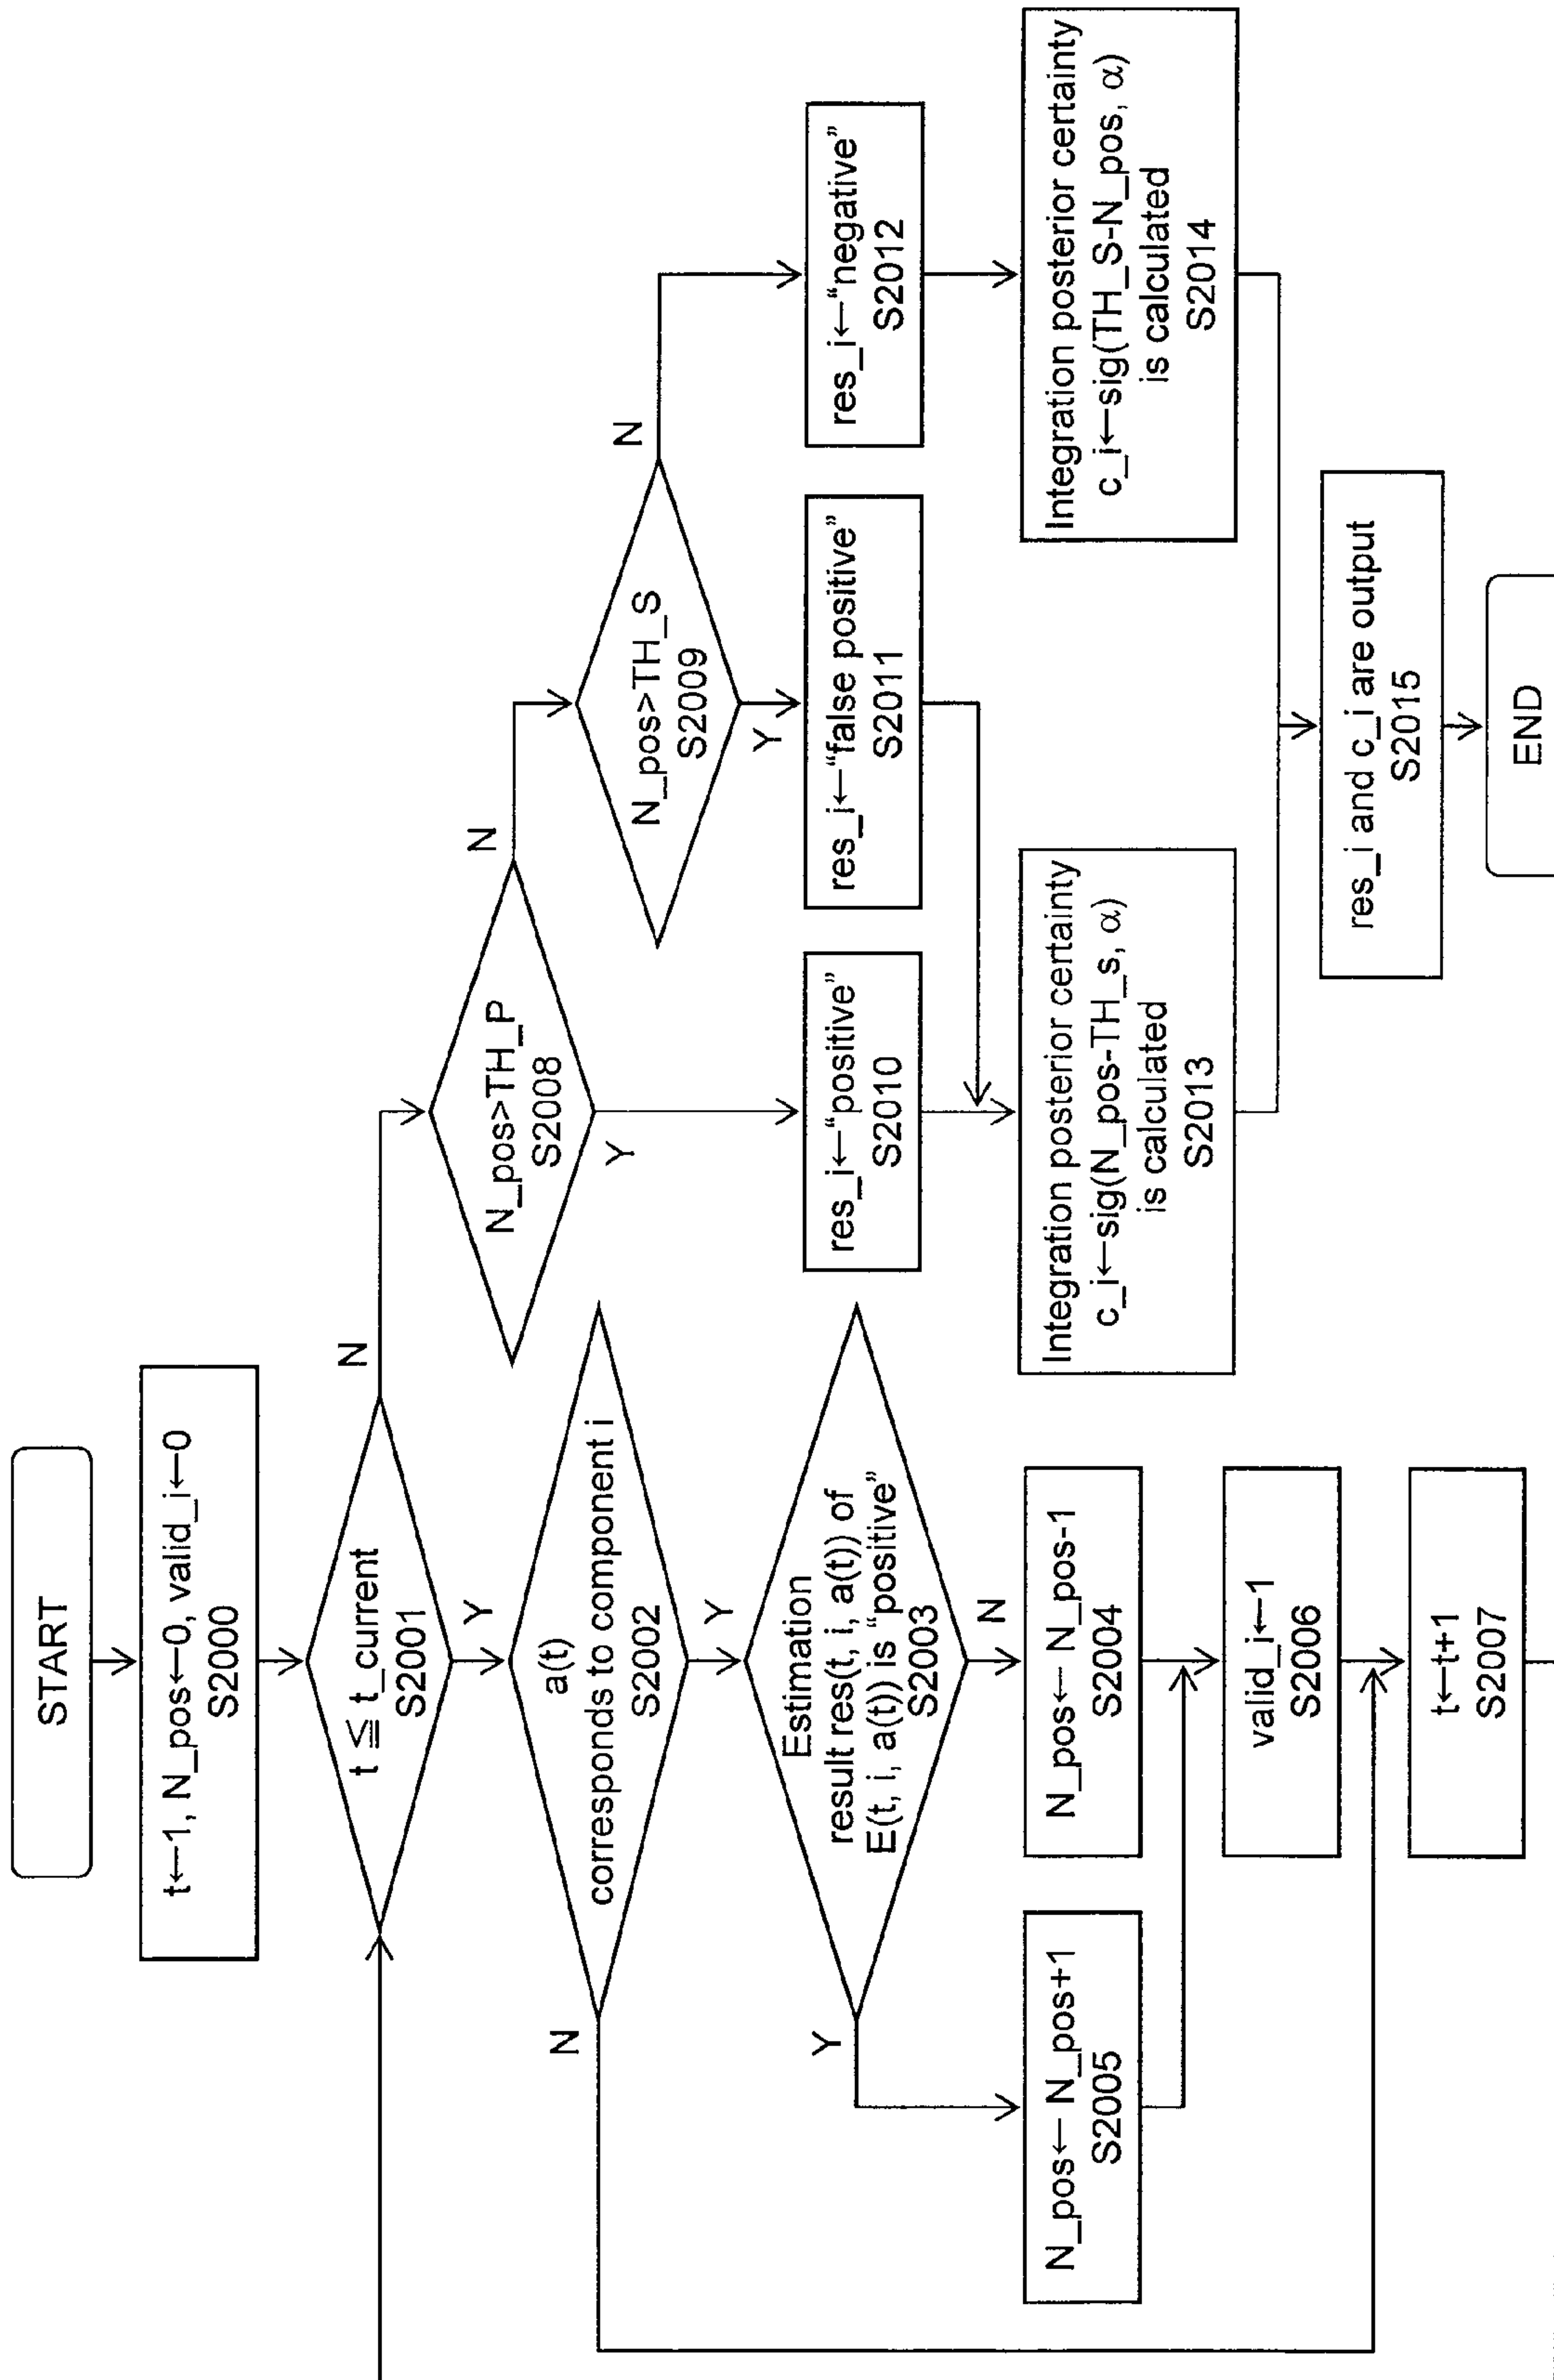 START
t←1, N_pos←0, valid_i←0
S2000
t ≦ t_current
S2001
N
Y
a(t)
corresponds to component i
S2002
N
Y
Estimation
result res(t, i, a(t)) of
E(t, i, a(t)) is “positive”
S2003
Y
N
N_pos← N_pos+1
S2005
N_pos← N_pos-1
S2004
valid_i←1
S2006
t←t+1
S2007
N_pos>TH_P
S2008
N
Y
N_pos>TH_S
S2009
N
Y
res_i←“positive”
S2010
res_i←“false positive”
S2011
res_i←“negative”
S2012
Integration posterior certainty
c_i←sig(N_pos-TH_s, α)
is calculated
S2013
Integration posterior certainty
c_i←sig(TH_S-N_pos, α)
is calculated
S2014
res_i and c_i are output
S2015
END